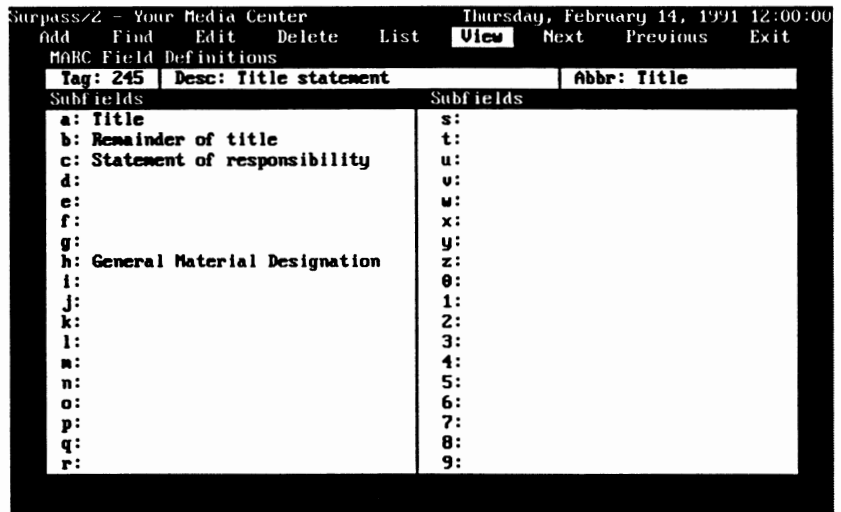 Surpass/2 - Your Media Center Thursday, February 14, 1991 12:00:00
Add Find Edit Delete List View Next Previous Exit
MARC Field Definitions
Tag: 245 Desc: Title statement Abbr: Title
Subfields Subfields
a: Title s:
b: Remainder of title t:
c: Statement of responsibility u:
d: v:
e: w:
f: x:
g: y:
h: General Material Designation z:
i: 0:
j: 1:
k: 2:
l: 3:
m: 4:
n: 5:
o: 6:
p: 7:
q: 8:
r: 9: